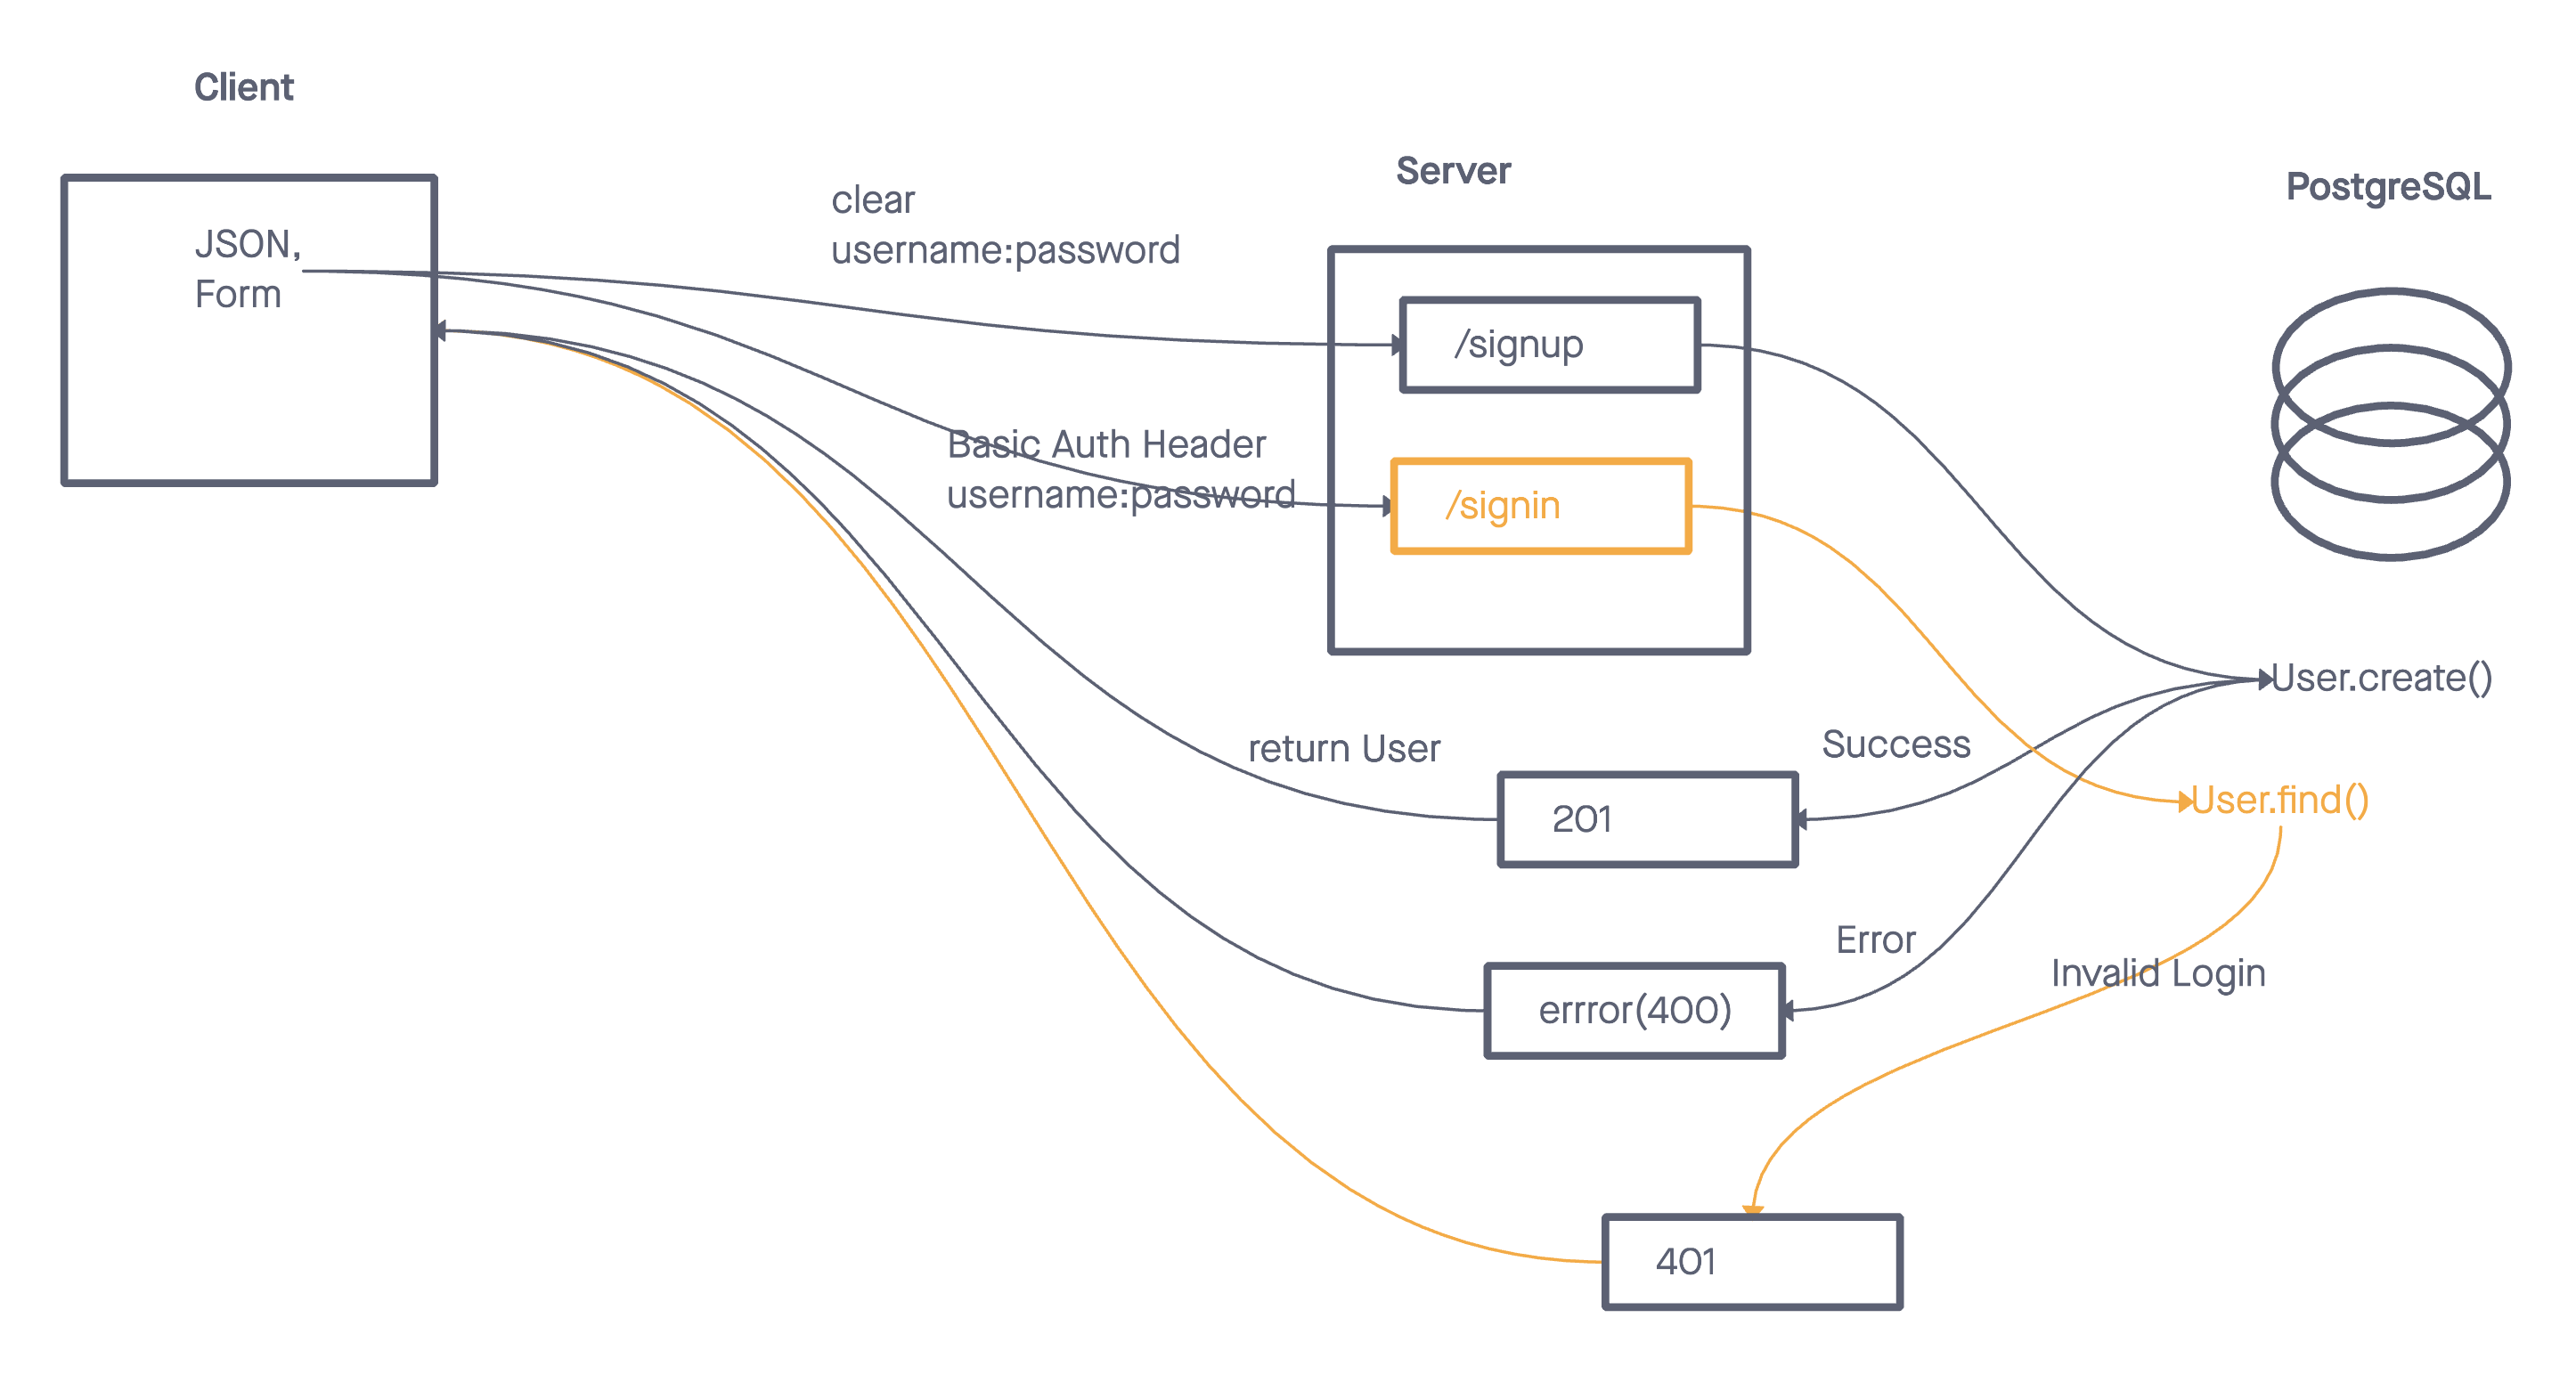 Client
Server
PostgreSQL
JSON,
Form
clear
username:password
/signup
Basic Auth Header
username:password
/signin
User.create()
return User
Success
201
User.find()
Error
errror(400)
Invalid Login
401